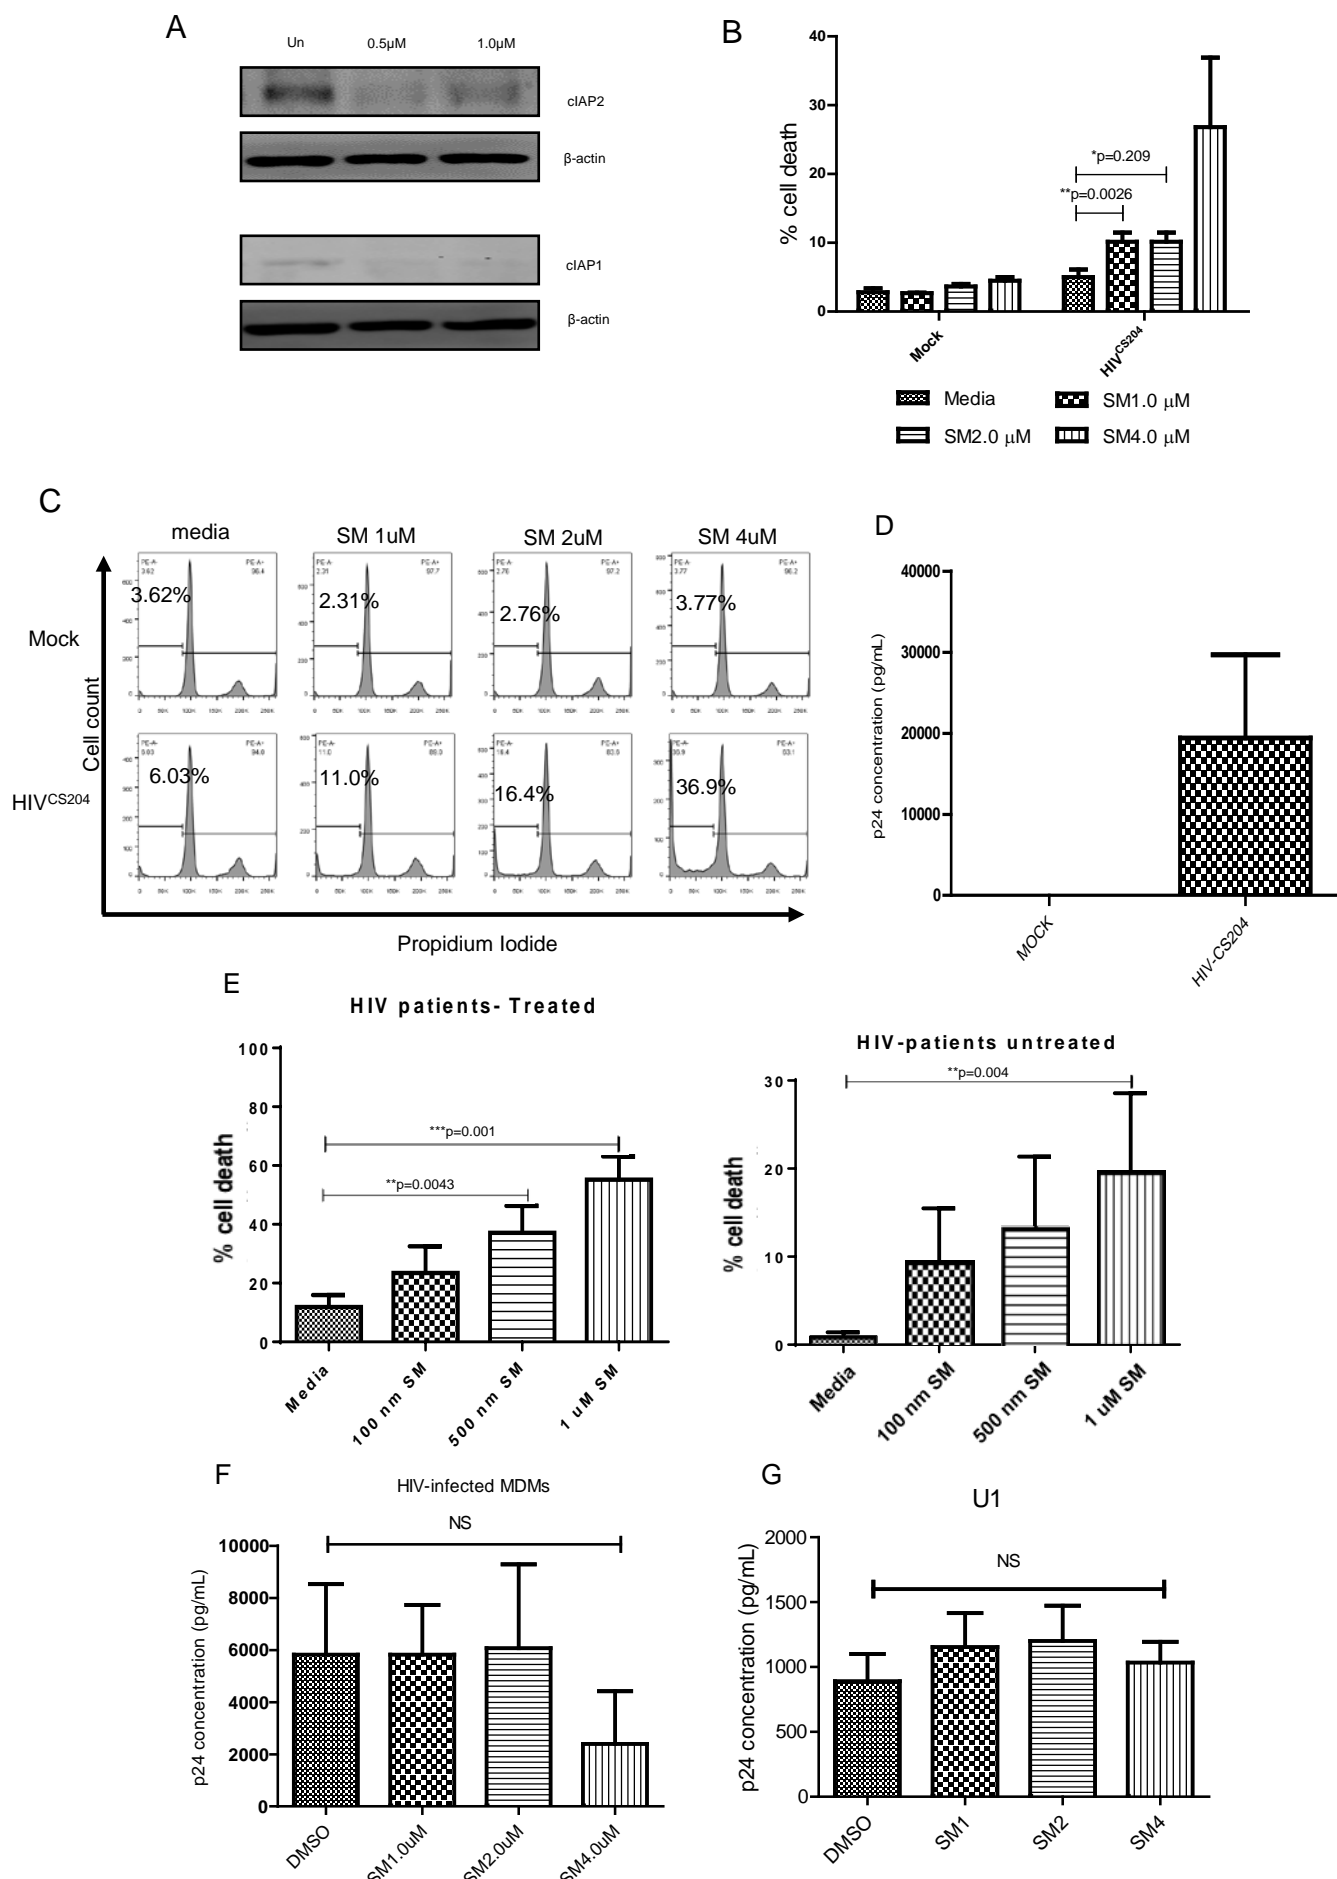 A
Un 0.5µM 1.0µM
cIAP2
β-actin
cIAP1
β-actin
B
% cell death
40
30
20
10
0
*p=0.209
**p=0.0026
Mock
HIV^CS204
Media
SM1.0 µM
SM2.0 µM
SM4.0 µM
C
media SM 1uM SM 2uM SM 4uM
Mock
3.62% 2.31% 2.76% 3.77%
HIV^CS204
6.03% 11.0% 16.4% 36.9%
Cell count
Propidium Iodide
D
p24 concentration (pg/mL)
40000
30000
20000
10000
0
MOCK
HIV-CS204
E
HIV patients- Treated
% cell death
100
80
60
40
20
0
***p=0.001
**p=0.0043
Media
100 nm SM
500 nm SM
1 uM SM
HIV-patients untreated
% cell death
30
20
10
0
**p=0.004
Media
100 nm SM
500 nm SM
1 uM SM
F
HIV-infected MDMs
NS
p24 concentration (pg/mL)
10000
8000
6000
4000
2000
0
DMSO
SM1.0uM
SM2.0uM
SM4.0uM
G
U1
NS
p24 concentration (pg/mL)
2000
1500
1000
500
0
DMSO
SM1
SM2
SM4